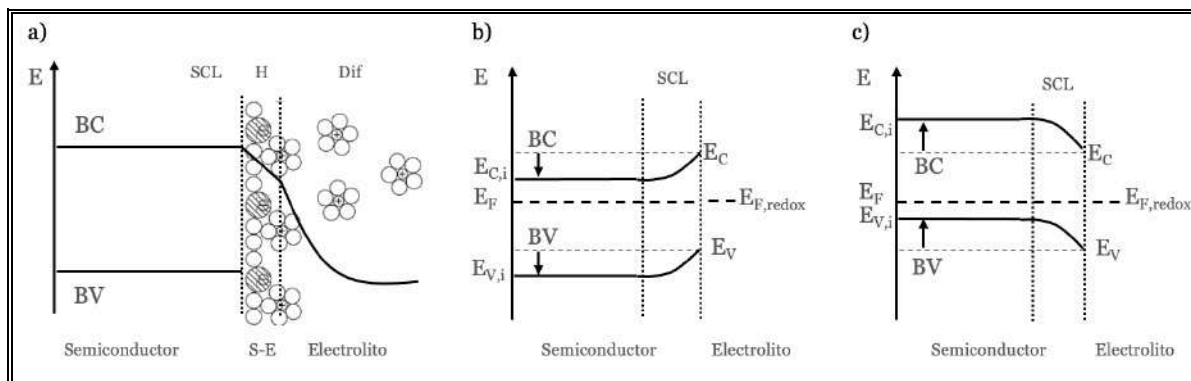 a)
SCL H Dif
E
BC
BV
Semiconductor S-E Electrolito
b)
E
SCL
BC
E_C
E_C,i
E_F
E_F,redox
BV
E_V
E_V,i
Semiconductor Electrolito
c)
E
SCL
E_C,i
BC
E_C
E_F
E_F,redox
E_V,i
BV
E_V
Semiconductor Electrolito